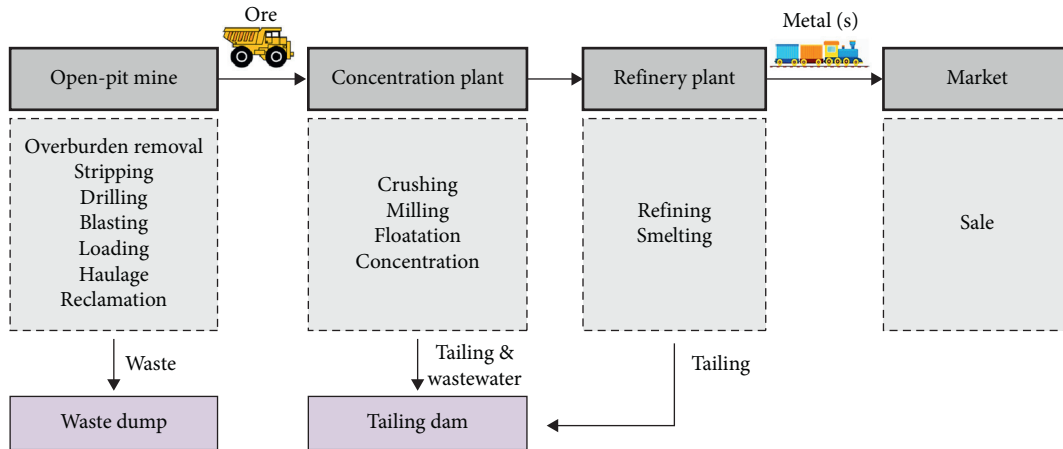 Ore
Metal (s)
Open-pit mine
Concentration plant
Refinery plant
Market
Overburden removal
Stripping
Drilling
Blasting
Loading
Haulage
Reclamation
Crushing
Milling
Floatation
Concentration
Refining
Smelting
Sale
Waste
Tailing &
wastewater
Tailing
Waste dump
Tailing dam